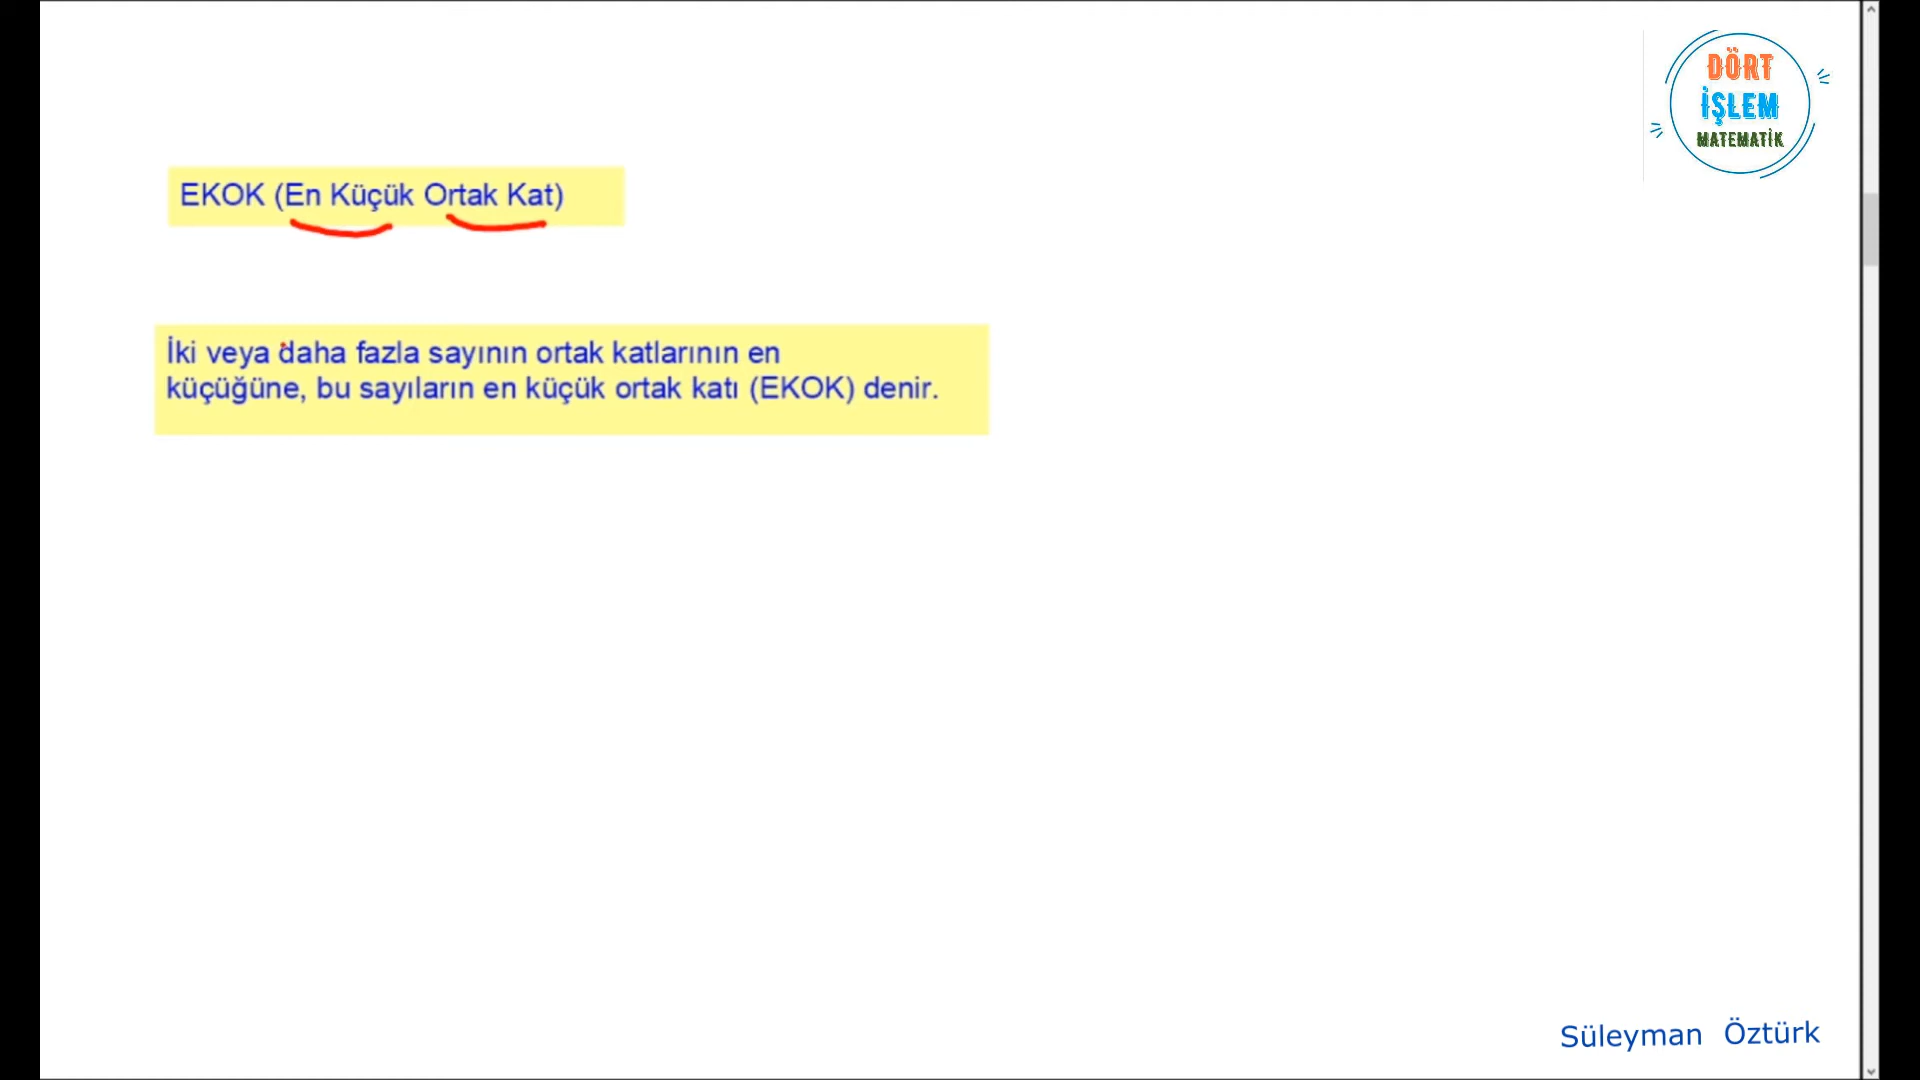 DÖRT
İŞLEM
MATEMATİK
EKOK (En Küçük Ortak Kat)
İki veya daha fazla sayının ortak katlarının en
küçüğüne, bu sayıların en küçük ortak katı (EKOK) denir.
Süleyman Öztürk